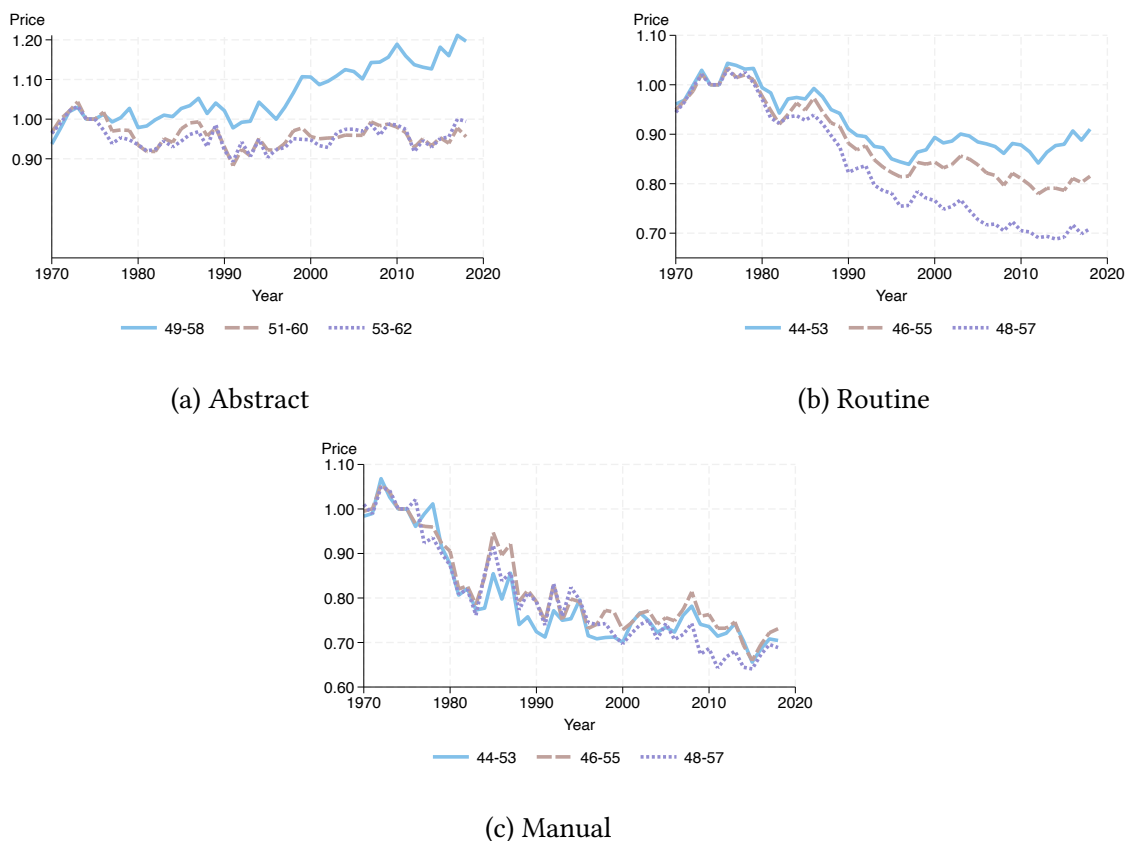 Price
1.20
1.10
1.00
0.90
1970 1980 1990 2000 2010 2020
Year
49-58 51-60 53-62
(a) Abstract
Price
1.10
1.00
0.90
0.80
0.70
1970 1980 1990 2000 2010 2020
Year
44-53 46-55 48-57
(b) Routine
Price
1.10
1.00
0.90
0.80
0.70
0.60
1970 1980 1990 2000 2010 2020
Year
44-53 46-55 48-57
(c) Manual